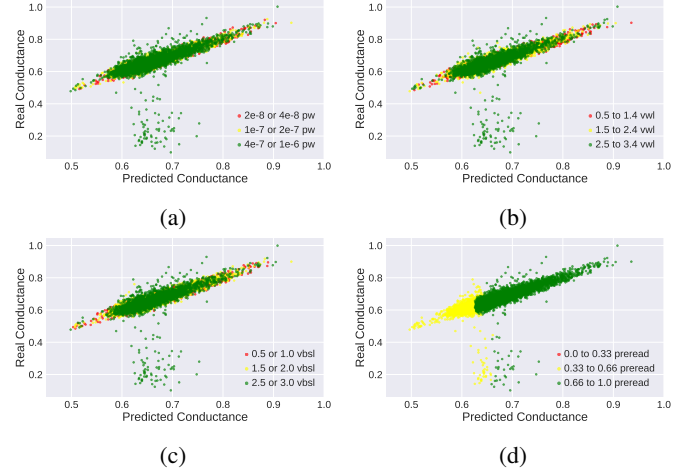 1.0
0.8
0.6
0.4
0.2
Real Conductance
2e-8 or 4e-8 pw
1e-7 or 2e-7 pw
4e-7 or 1e-6 pw
0.5 0.6 0.7 0.8 0.9 1.0
Predicted Conductance
(a)
1.0
0.8
0.6
0.4
0.2
Real Conductance
0.5 to 1.4 vwl
1.5 to 2.4 vwl
2.5 to 3.4 vwl
0.5 0.6 0.7 0.8 0.9 1.0
Predicted Conductance
(b)
1.0
0.8
0.6
0.4
0.2
Real Conductance
0.5 or 1.0 vbsl
1.5 or 2.0 vbsl
2.5 or 3.0 vbsl
0.5 0.6 0.7 0.8 0.9 1.0
Predicted Conductance
(c)
1.0
0.8
0.6
0.4
0.2
Real Conductance
0.0 to 0.33 preread
0.33 to 0.66 preread
0.66 to 1.0 preread
0.5 0.6 0.7 0.8 0.9 1.0
Predicted Conductance
(d)